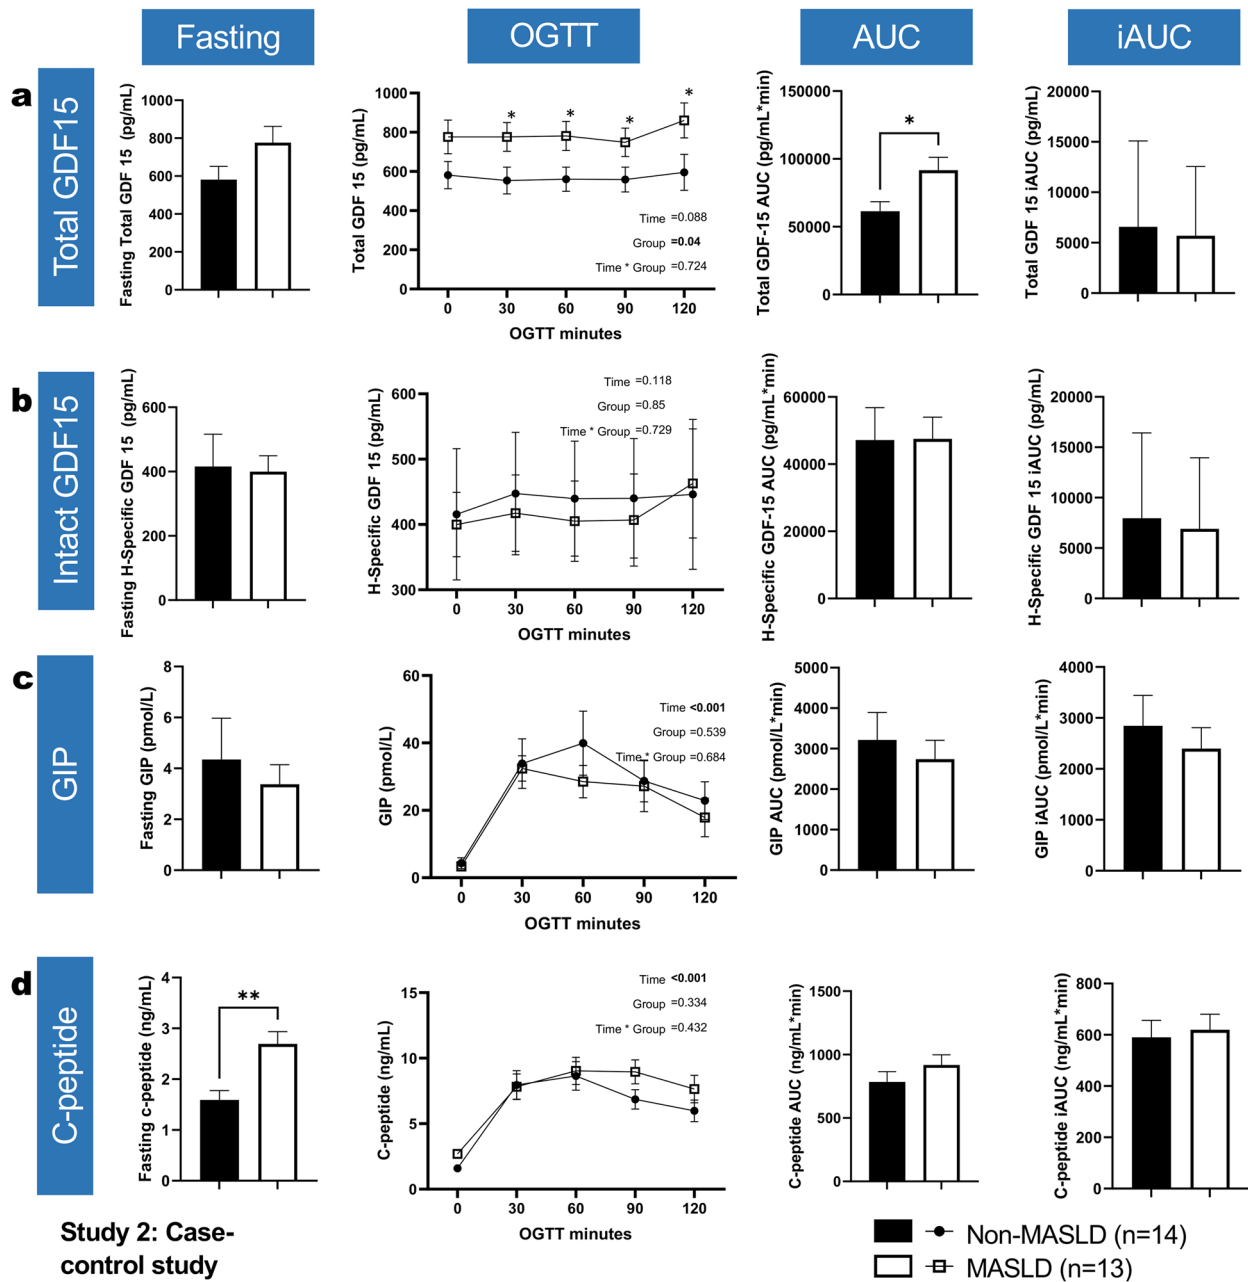 Fasting
OGTT
AUC
iAUC
a
Total GDF15
Fasting Total GDF 15 (pg/mL)
1000
800
600
400
200
0
Total GDF 15 (pg/mL)
1000
800
600
400
200
0
*
*
*
*
Time =0.088
Group =0.04
Time * Group =0.724
0
30
60
90
120
OGTT minutes
Total GDF-15 AUC (pg/mL*min)
150000
100000
50000
0
*
Total GDF 15 iAUC (pg/mL*min)
20000
15000
10000
5000
0
b
Intact GDF15
Fasting H-Specific GDF 15 (pg/mL)
600
400
200
0
H-Specific GDF 15 (pg/mL)
600
500
400
300
Time =0.118
Group =0.85
Time * Group =0.729
0
30
60
90
120
OGTT minutes
H-Specific GDF-15 AUC (pg/mL*min)
60000
40000
20000
0
H-Specific GDF 15 iAUC (pg/mL*min)
20000
15000
10000
5000
0
c
GIP
Fasting GIP (pmol/L)
8
6
4
2
0
GIP (pmol/L)
60
40
20
0
Time <0.001
Group =0.539
Time * Group =0.684
0
30
60
90
120
OGTT minutes
GIP AUC (pmol/L*min)
5000
4000
3000
2000
1000
0
GIP iAUC (pmol/L*min)
4000
3000
2000
1000
0
d
C-peptide
Fasting c-peptide (ng/mL)
4
3
2
1
0
**
C-peptide (ng/mL)
15
10
5
0
Time <0.001
Group =0.334
Time * Group =0.432
0
30
60
90
120
OGTT minutes
C-peptide AUC (ng/mL*min)
1500
1000
500
0
C-peptide iAUC (ng/mL*min)
800
600
400
200
0
Study 2: Case-
control study
Non-MASLD (n=14)
MASLD (n=13)